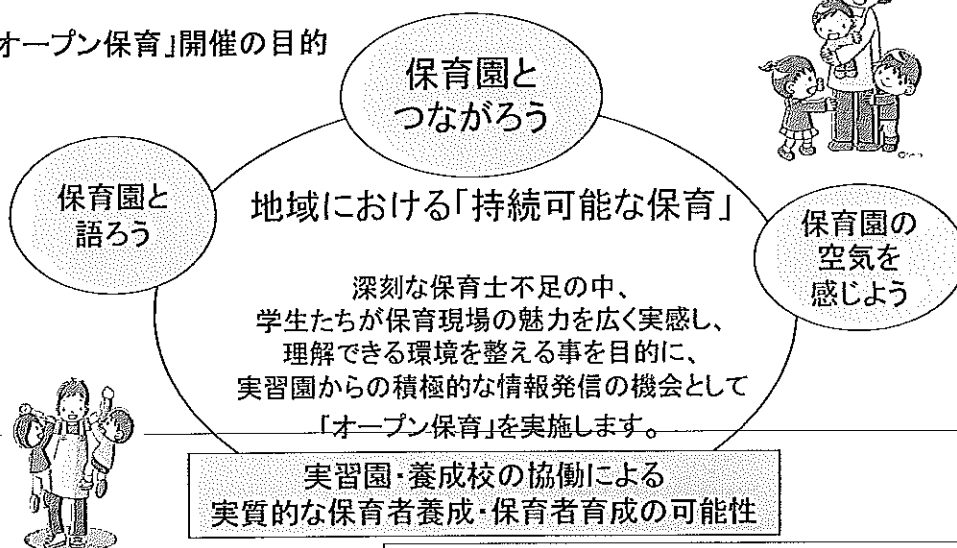 オープン保育」開催の目的
保育園と
つながろう
保育園と
語ろう
地域における「持続可能な保育」
保育園の
空気を
感じよう
深刻な保育士不足の中、
学生たちが保育現場の魅力を広く実感し、
理解できる環境を整える事を目的に、
実習園からの積極的な情報発信の機会として
「オープン保育」を実施します。
実習園・養成校の協働による
実質的な保育者養成・保育者育成の可能性